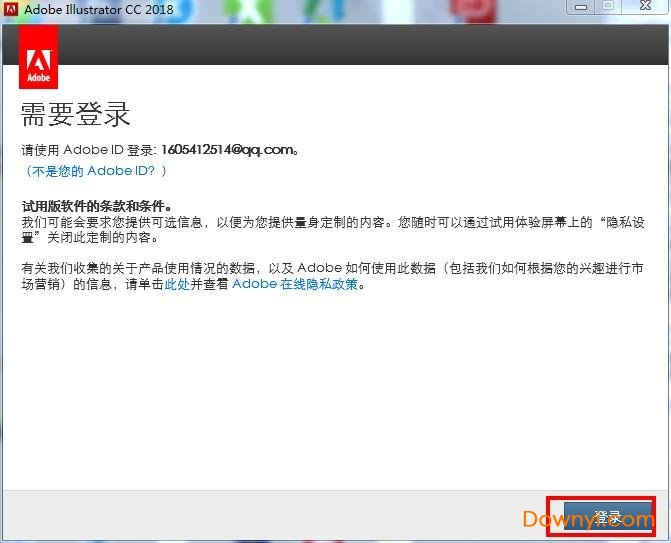 Adobe Illustrator CC 2018
Adobe
需要登录
请使用 Adobe ID 登录: 1605412514@qq.com。
（不是您的 Adobe ID？）
试用版软件的条款和条件。
我们可能会要求您提供可选信息，以便为您提供量身定制的内容。您随时可以通过试用体验屏幕上的“隐私设
置”关闭此定制的内容。
有关我们收集的关于产品使用情况的数据，以及 Adobe 如何使用此数据（包括我们如何根据您的兴趣进行市
场营销）的信息，请单击此处并查看 Adobe 在线隐私政策。
登录
Downyi.com